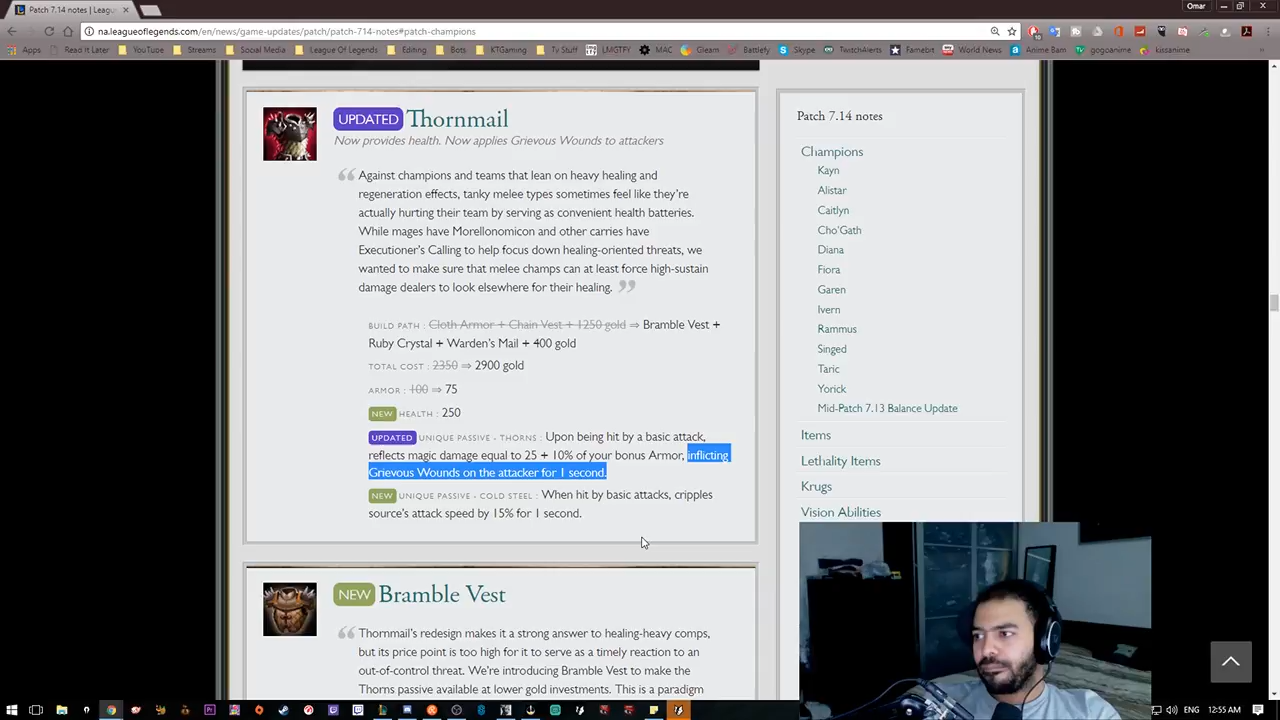 Patch 7.14 notes | Leagu
Omar
na.leagueoflegends.com/en/news/game-updates/patch/patch-714-notes#patch-champions
Apps Read It Later YouTube Streams Social Media League Of Legends Editing Bots KTGaming Tv Stuff LMGTFY MAC Gleam Battlefy Skype TwitchAlerts Famebit World News Anime Bam gogoanime kissanime
UPDATED Thornmail
Now provides health. Now applies Grievous Wounds to attackers
Against champions and teams that lean on heavy healing and
regeneration effects, tanky melee types sometimes feel like they're
actually hurting their team by serving as convenient health batteries.
While mages have Morellonomicon and other carries have
Executioner's Calling to help focus down healing-oriented threats, we
wanted to make sure that melee champs can at least force high-sustain
damage dealers to look elsewhere for their healing.
BUILD PATH : Cloth Armor + Chain Vest + 1250 gold ⇒ Bramble Vest +
Ruby Crystal + Warden's Mail + 400 gold
TOTAL COST : 2350 ⇒ 2900 gold
ARMOR : 100 ⇒ 75
NEW HEALTH : 250
UPDATED UNIQUE PASSIVE - THORNS : Upon being hit by a basic attack,
reflects magic damage equal to 25 + 10% of your bonus Armor, inflicting
Grievous Wounds on the attacker for 1 second.
NEW UNIQUE PASSIVE - COLD STEEL : When hit by basic attacks, cripples
source's attack speed by 15% for 1 second.
NEW Bramble Vest
Thornmail's redesign makes it a strong answer to healing-heavy comps,
but its price point is too high for it to serve as a timely reaction to an
out-of-control threat. We're introducing Bramble Vest to make the
Thorns passive available at lower gold investments. This is a paradigm
Patch 7.14 notes
Champions
Kayn
Alistar
Caitlyn
Cho'Gath
Diana
Fiora
Garen
Ivern
Rammus
Singed
Taric
Yorick
Mid-Patch 7.13 Balance Update
Items
Lethality Items
Krugs
Vision Abilities
ENG 12:55 AM